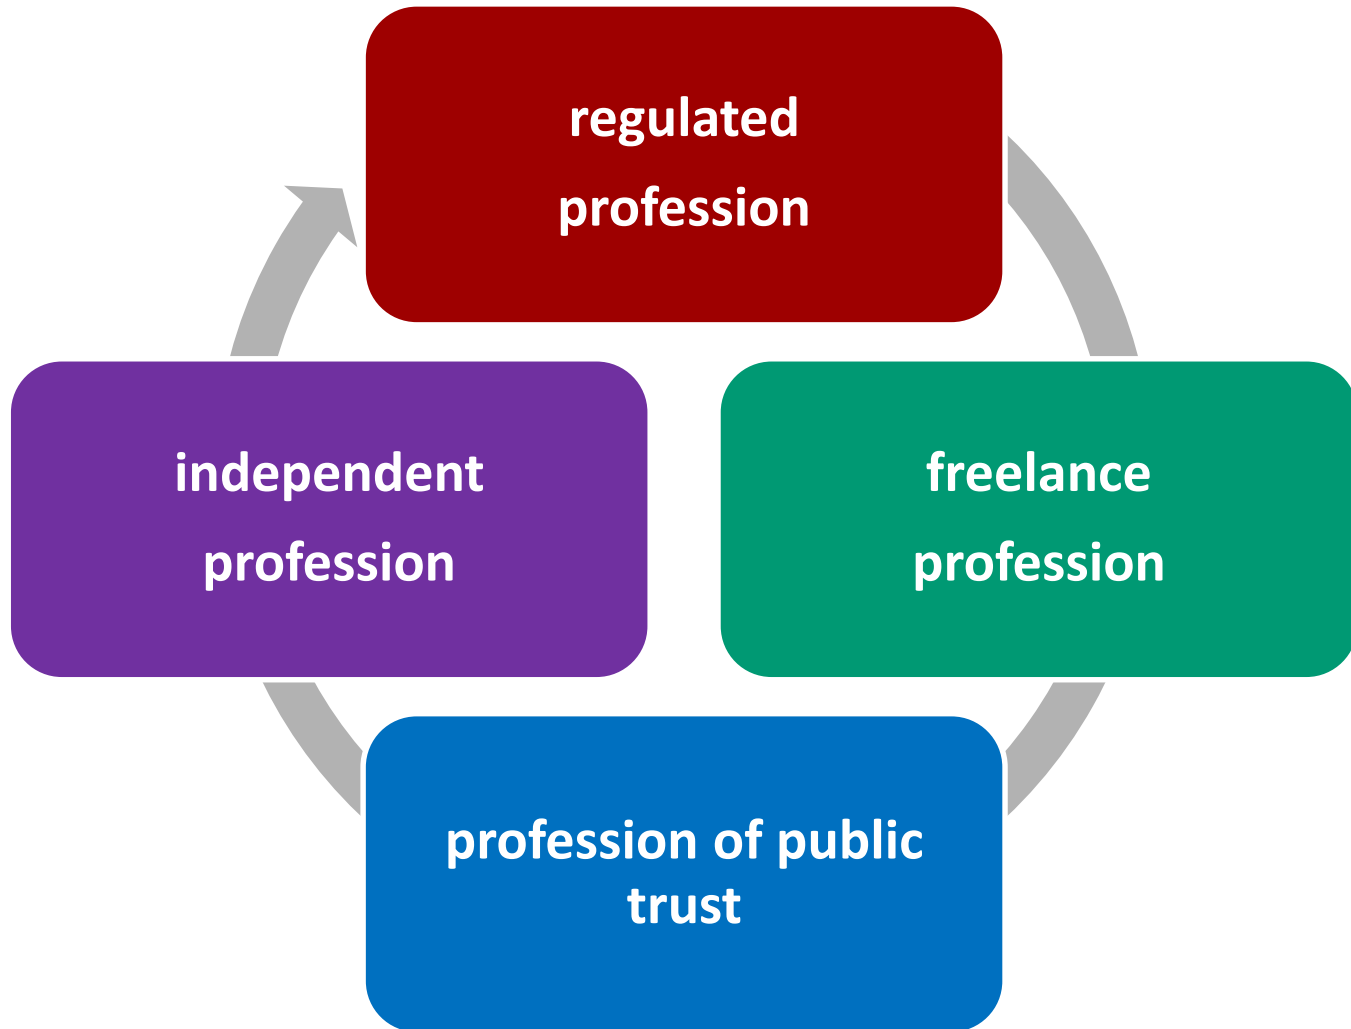 regulated
profession
independent
profession
freelance
profession
profession of public
trust